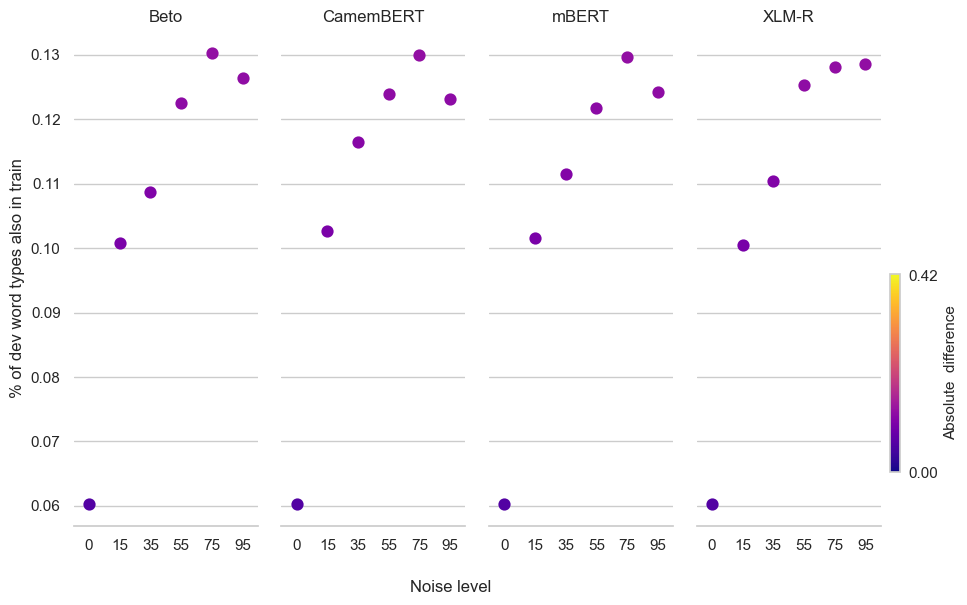 Beto CamemBERT mBERT XLM-R
% of dev word types also in train
0.13
0.12
0.11
0.10
0.09
0.08
0.07
0.06
0 15 35 55 75 95 0 15 35 55 75 95 0 15 35 55 75 95 0 15 35 55 75 95
Noise level
0.42
Absolute difference
0.00